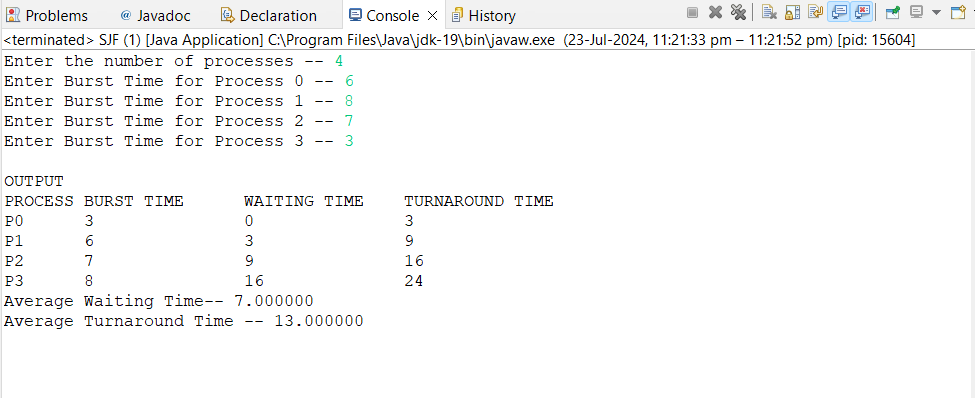 Problems @ Javadoc Declaration Console History
<terminated> SJF (1) [Java Application] C:\Program Files\Java\jdk-19\bin\javaw.exe (23-Jul-2024, 11:21:33 pm – 11:21:52 pm) [pid: 15604]
Enter the number of processes -- 4
Enter Burst Time for Process 0 -- 6
Enter Burst Time for Process 1 -- 8
Enter Burst Time for Process 2 -- 7
Enter Burst Time for Process 3 -- 3
OUTPUT
PROCESS BURST TIME WAITING TIME TURNAROUND TIME
P0 3 0 3
P1 6 3 9
P2 7 9 16
P3 8 16 24
Average Waiting Time-- 7.000000
Average Turnaround Time -- 13.000000